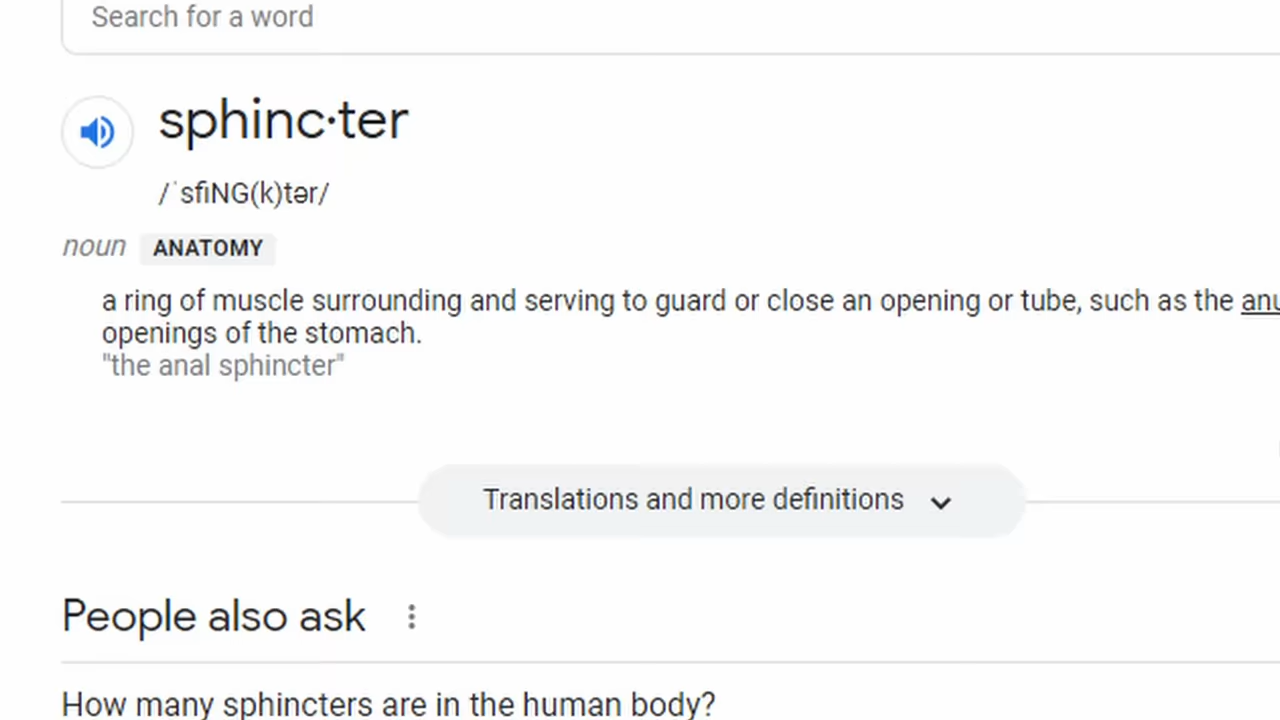 Search for a word
sphinc·ter
/ˈsfiNG(k)tər/
noun ANATOMY
a ring of muscle surrounding and serving to guard or close an opening or tube, such as the
openings of the stomach.
"the anal sphincter"
Translations and more definitions
People also ask
How many sphincters are in the human body?